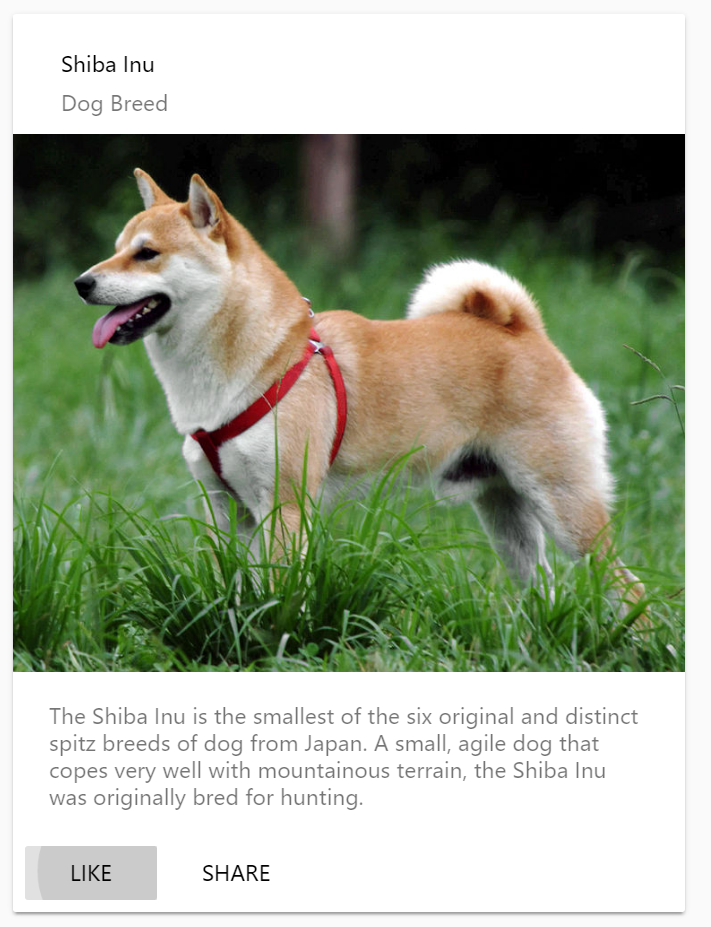 Shiba Inu
Dog Breed
The Shiba Inu is the smallest of the six original and distinct
spitz breeds of dog from Japan. A small, agile dog that
copes very well with mountainous terrain, the Shiba Inu
was originally bred for hunting.
LIKE
SHARE